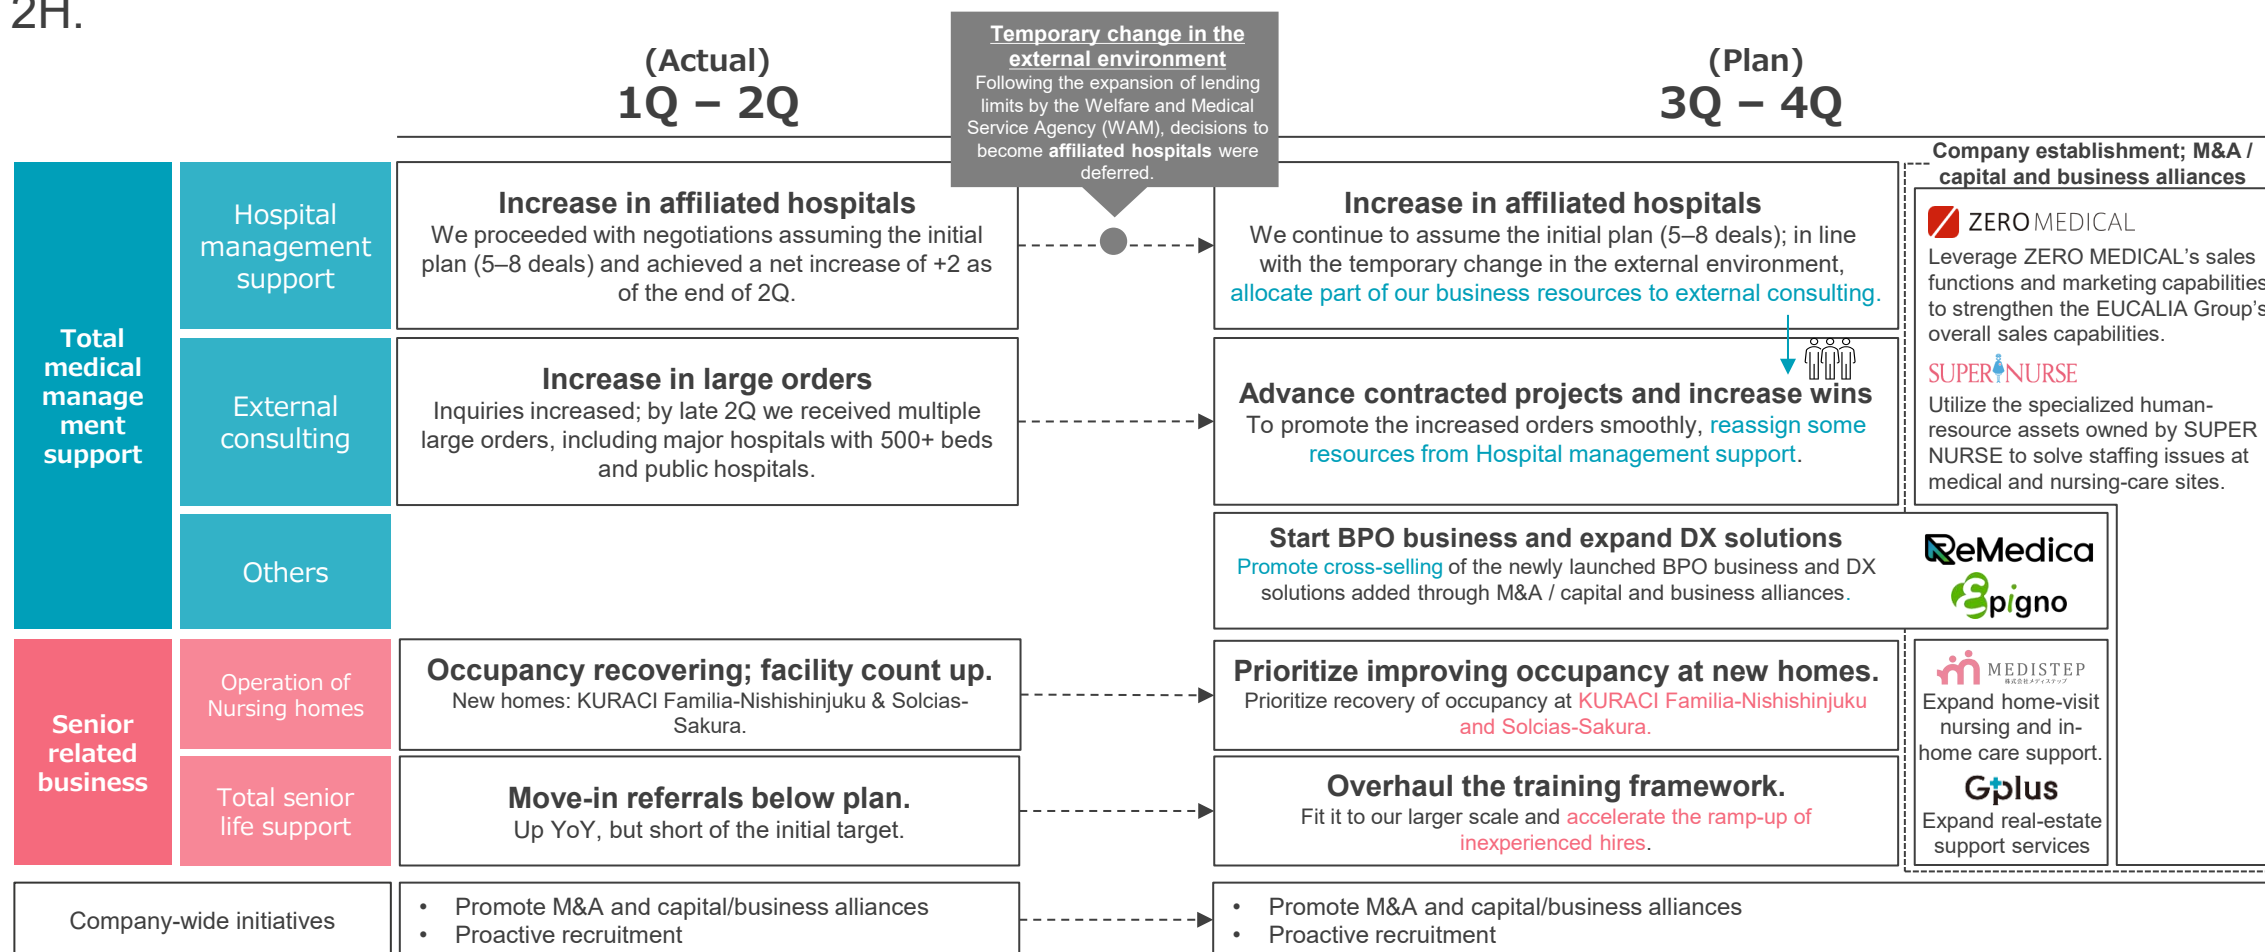 2H.
(Actual)
1Q – 2Q
Temporary change in the
external environment
Following the expansion of lending
limits by the Welfare and Medical
Service Agency (WAM), decisions to
become affiliated hospitals were
deferred.
(Plan)
3Q – 4Q
Company establishment; M&A /
capital and business alliances
Total
medical
manage
ment
support
Hospital
management
support
Increase in affiliated hospitals
We proceeded with negotiations assuming the initial
plan (5–8 deals) and achieved a net increase of +2 as
of the end of 2Q.
Increase in affiliated hospitals
We continue to assume the initial plan (5–8 deals); in line
with the temporary change in the external environment,
allocate part of our business resources to external consulting.
ZERO MEDICAL
Leverage ZERO MEDICAL's sales
functions and marketing capabilities
to strengthen the EUCALIA Group's
overall sales capabilities.
SUPER NURSE
Utilize the specialized human-
resource assets owned by SUPER
NURSE to solve staffing issues at
medical and nursing-care sites.
External
consulting
Increase in large orders
Inquiries increased; by late 2Q we received multiple
large orders, including major hospitals with 500+ beds
and public hospitals.
Advance contracted projects and increase wins
To promote the increased orders smoothly, reassign some
resources from Hospital management support.
Others
Start BPO business and expand DX solutions
Promote cross-selling of the newly launched BPO business and DX
solutions added through M&A / capital and business alliances.
ReMedica
Epigno
Senior
related
business
Operation of
Nursing homes
Occupancy recovering; facility count up.
New homes: KURACI Familia-Nishishinjuku & Solcias-
Sakura.
Prioritize improving occupancy at new homes.
Prioritize recovery of occupancy at KURACI Familia-Nishishinjuku
and Solcias-Sakura.
MEDISTEP
株式会社メディステップ
Expand home-visit
nursing and in-
home care support.
Total senior
life support
Move-in referrals below plan.
Up YoY, but short of the initial target.
Overhaul the training framework.
Fit it to our larger scale and accelerate the ramp-up of
inexperienced hires.
Gplus
Expand real-estate
support services
Company-wide initiatives
• Promote M&A and capital/business alliances
• Proactive recruitment
• Promote M&A and capital/business alliances
• Proactive recruitment